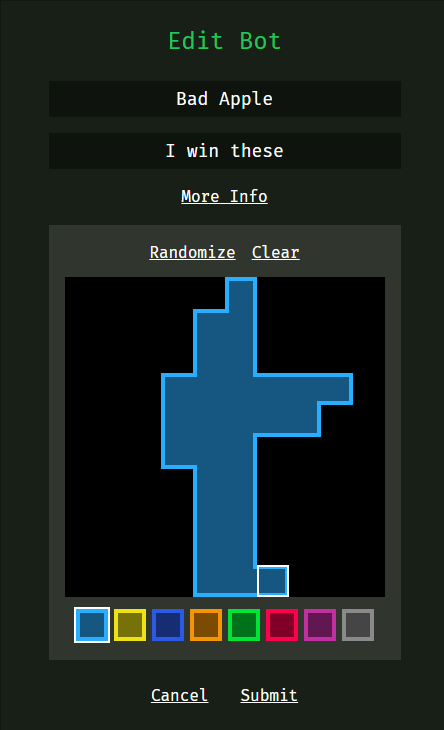 Edit Bot
Bad Apple
I win these
More Info
Randomize Clear
Cancel Submit